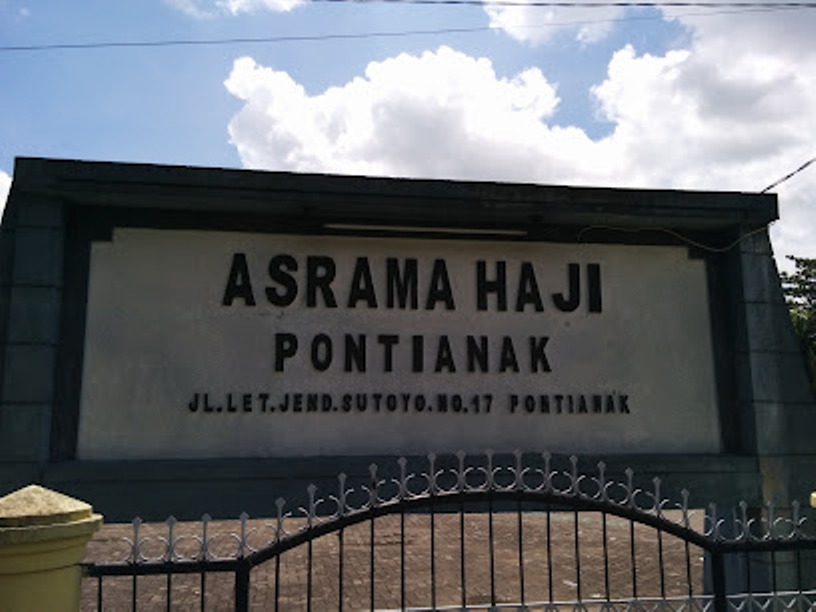 ASRAMA HAJI
PONTIANAK
JL.LET.JEND.SUTOYO.NO.17 PONTIANAK